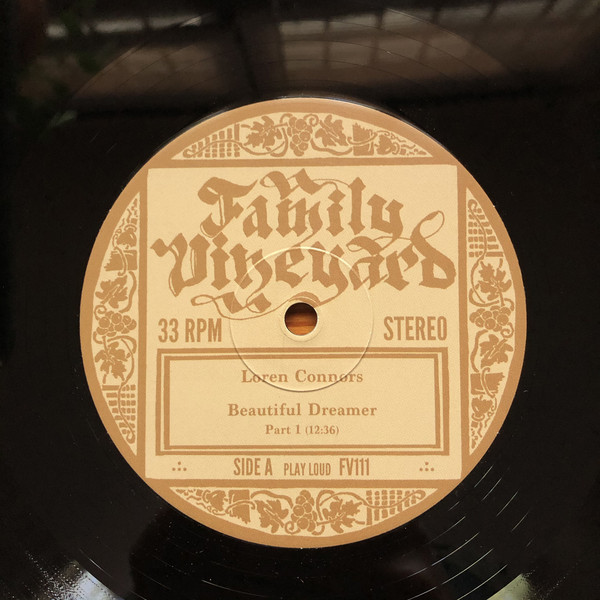 Family
Vineyard
33 RPM STEREO
Loren Connors
Beautiful Dreamer
Part 1 (12:36)
SIDE A PLAY LOUD FV111